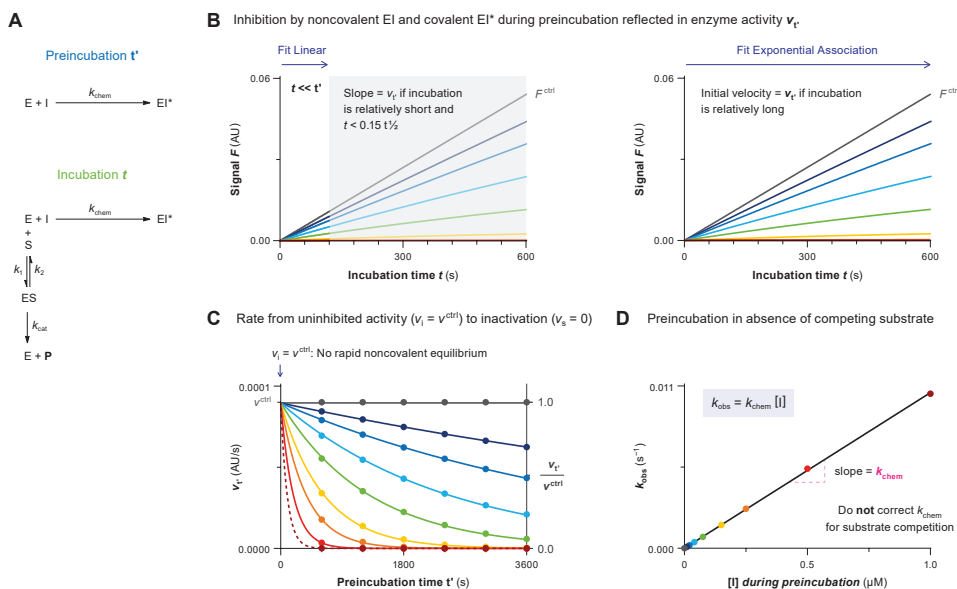 A
Preincubation t'
E + I
k_chem
EI*
Incubation t
E + I
k_chem
EI*
+
S
k_1
k_2
ES
k_cat
E + P
B Inhibition by noncovalent EI and covalent EI* during preincubation reflected in enzyme activity v_t'.
Fit Linear
0.06
t << t'
Slope = v_t' if incubation
is relatively short and
t < 0.15 t½
F^ctrl
Signal F (AU)
0.00
0
300
600
Incubation time t (s)
Fit Exponential Association
0.06
Initial velocity = v_t' if incubation
is relatively long
F^ctrl
Signal F (AU)
0.00
0
300
600
Incubation time t (s)
C Rate from uninhibited activity (v_i = v^ctrl) to inactivation (v_s = 0)
v_i = v^ctrl: No rapid noncovalent equilibrium
0.0001
v^ctrl
1.0
v_t' (AU/s)
v_t'
v^ctrl
0.0000
0.0
0
1800
3600
Preincubation time t' (s)
D Preincubation in absence of competing substrate
0.011
k_obs = k_chem [I]
k_obs (s⁻¹)
slope = k_chem
Do not correct k_chem
for substrate competition
0.000
0
0.5
1.0
[I] during preincubation (µM)